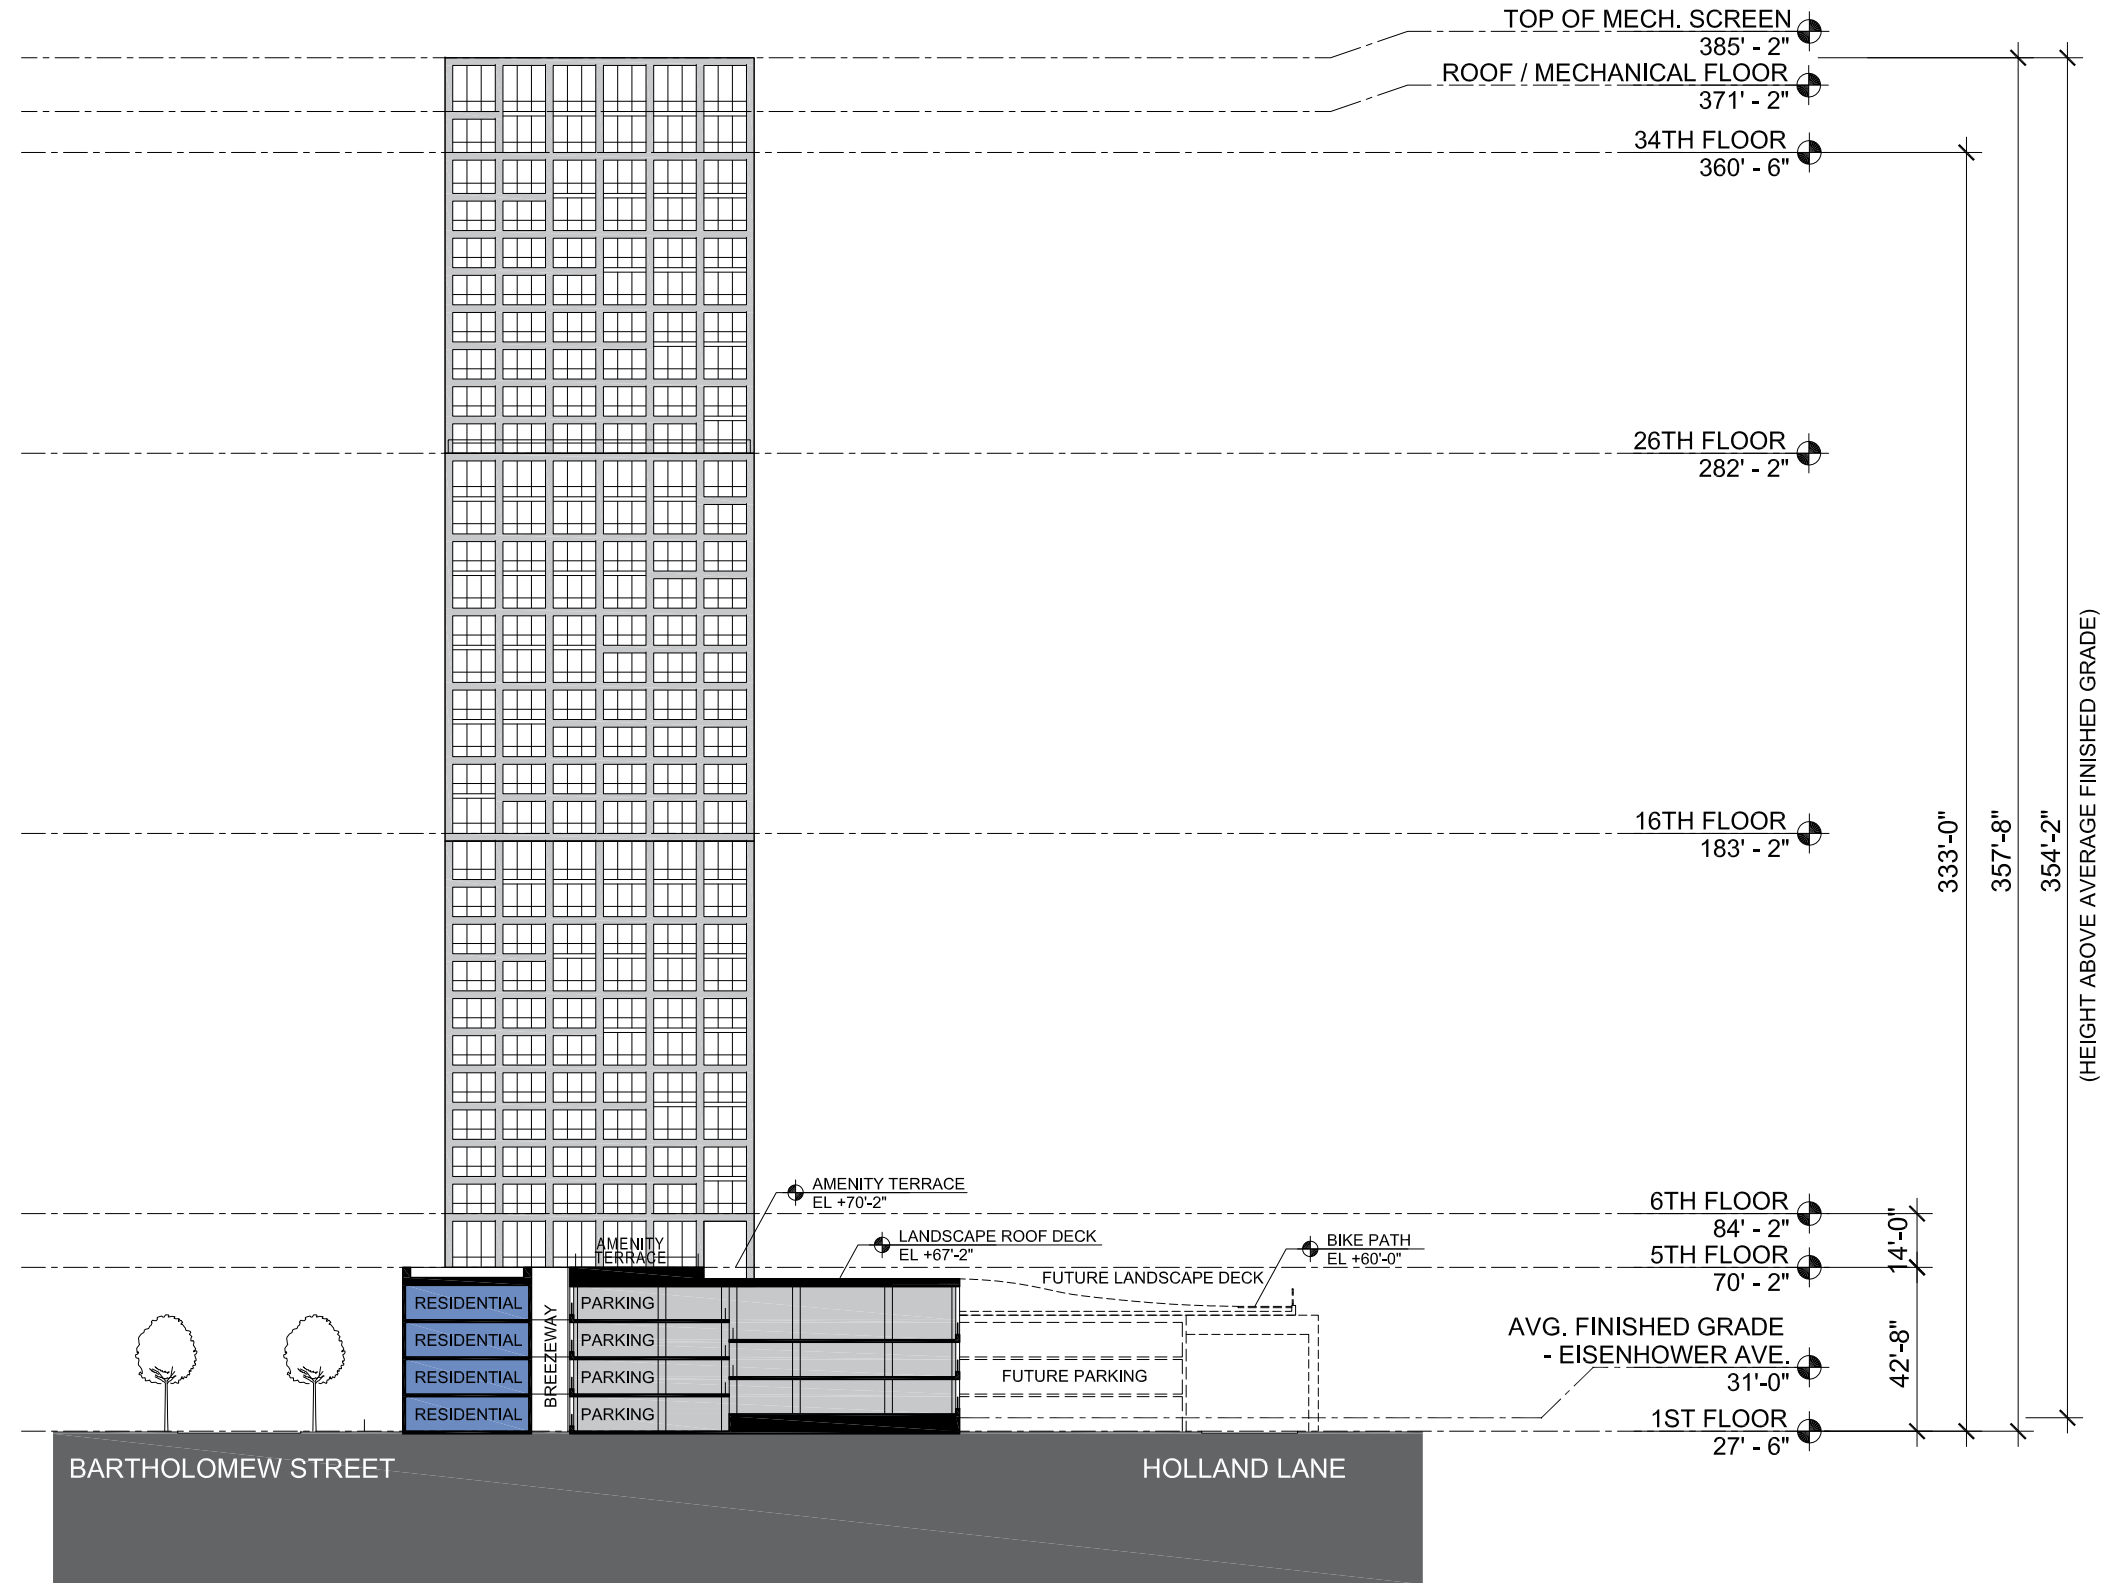 TOP OF MECH. SCREEN
385' - 2"
ROOF / MECHANICAL FLOOR
371' - 2"
34TH FLOOR
360' - 6"
26TH FLOOR
282' - 2"
16TH FLOOR
183' - 2"
333'-0"
357'-8"
354'-2"
(HEIGHT ABOVE AVERAGE FINISHED GRADE)
AMENITY TERRACE
EL +70'-2"
6TH FLOOR
84' - 2"
14'-0"
AMENITY
TERRACE
LANDSCAPE ROOF DECK
EL +67'-2"
BIKE PATH
EL +60'-0"
5TH FLOOR
70' - 2"
FUTURE LANDSCAPE DECK
RESIDENTIAL
PARKING
RESIDENTIAL
PARKING
RESIDENTIAL
PARKING
RESIDENTIAL
PARKING
BREEZEWAY
FUTURE PARKING
AVG. FINISHED GRADE
- EISENHOWER AVE.
31'-0"
42'-8"
1ST FLOOR
27' - 6"
BARTHOLOMEW STREET
HOLLAND LANE